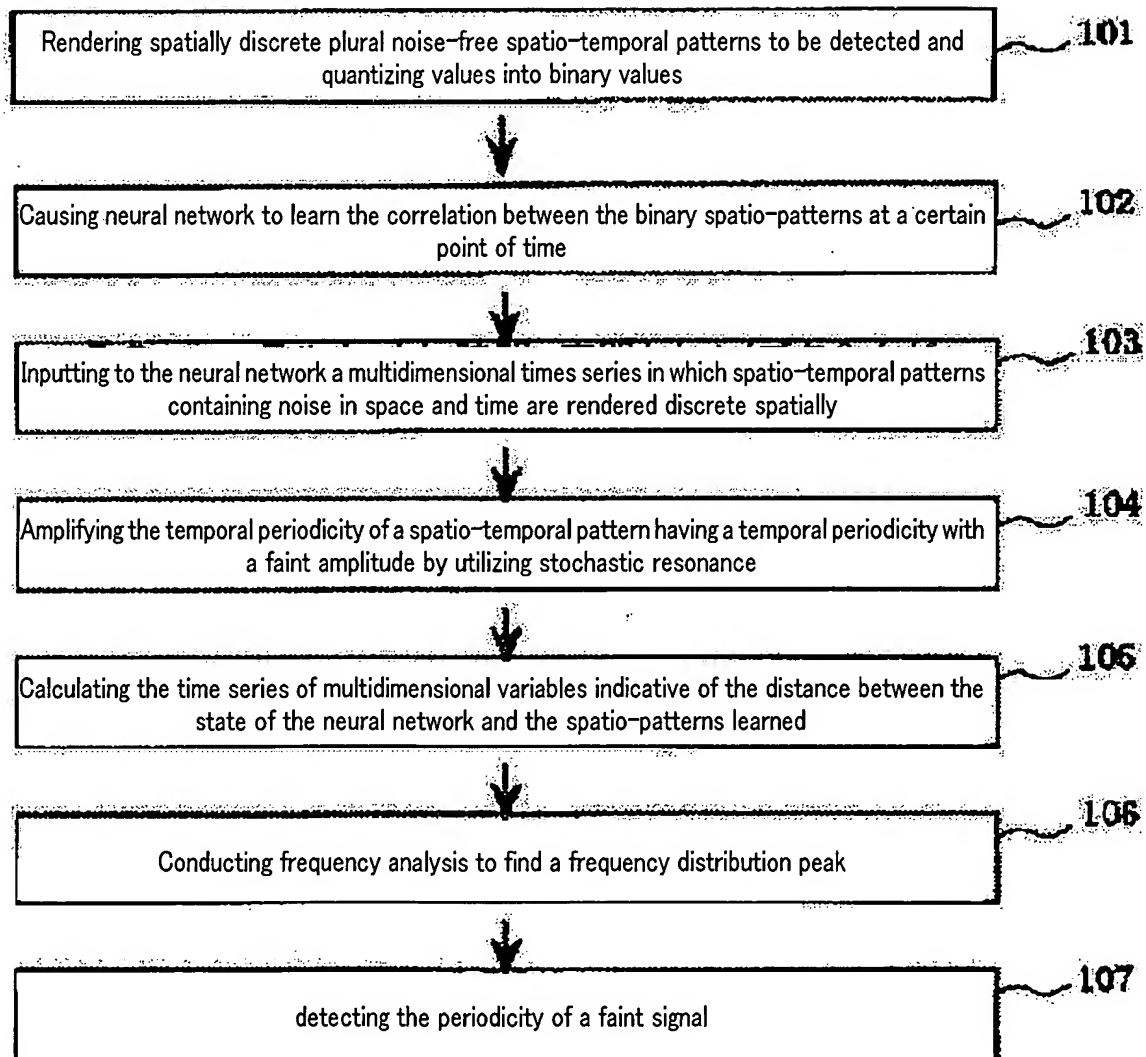 Rendering spatially discrete plural noise-free spatio-temporal patterns to be detected and
quantizing values into binary values
101
Causing neural network to learn the correlation between the binary spatio-patterns at a certain
point of time
102
Inputting to the neural network a multidimensional times series in which spatio-temporal patterns
containing noise in space and time are rendered discrete spatially
103
Amplifying the temporal periodicity of a spatio-temporal pattern having a temporal periodicity with
a faint amplitude by utilizing stochastic resonance
104
Calculating the time series of multidimensional variables indicative of the distance between the
state of the neural network and the spatio-patterns learned
106
Conducting frequency analysis to find a frequency distribution peak
106
detecting the periodicity of a faint signal
107